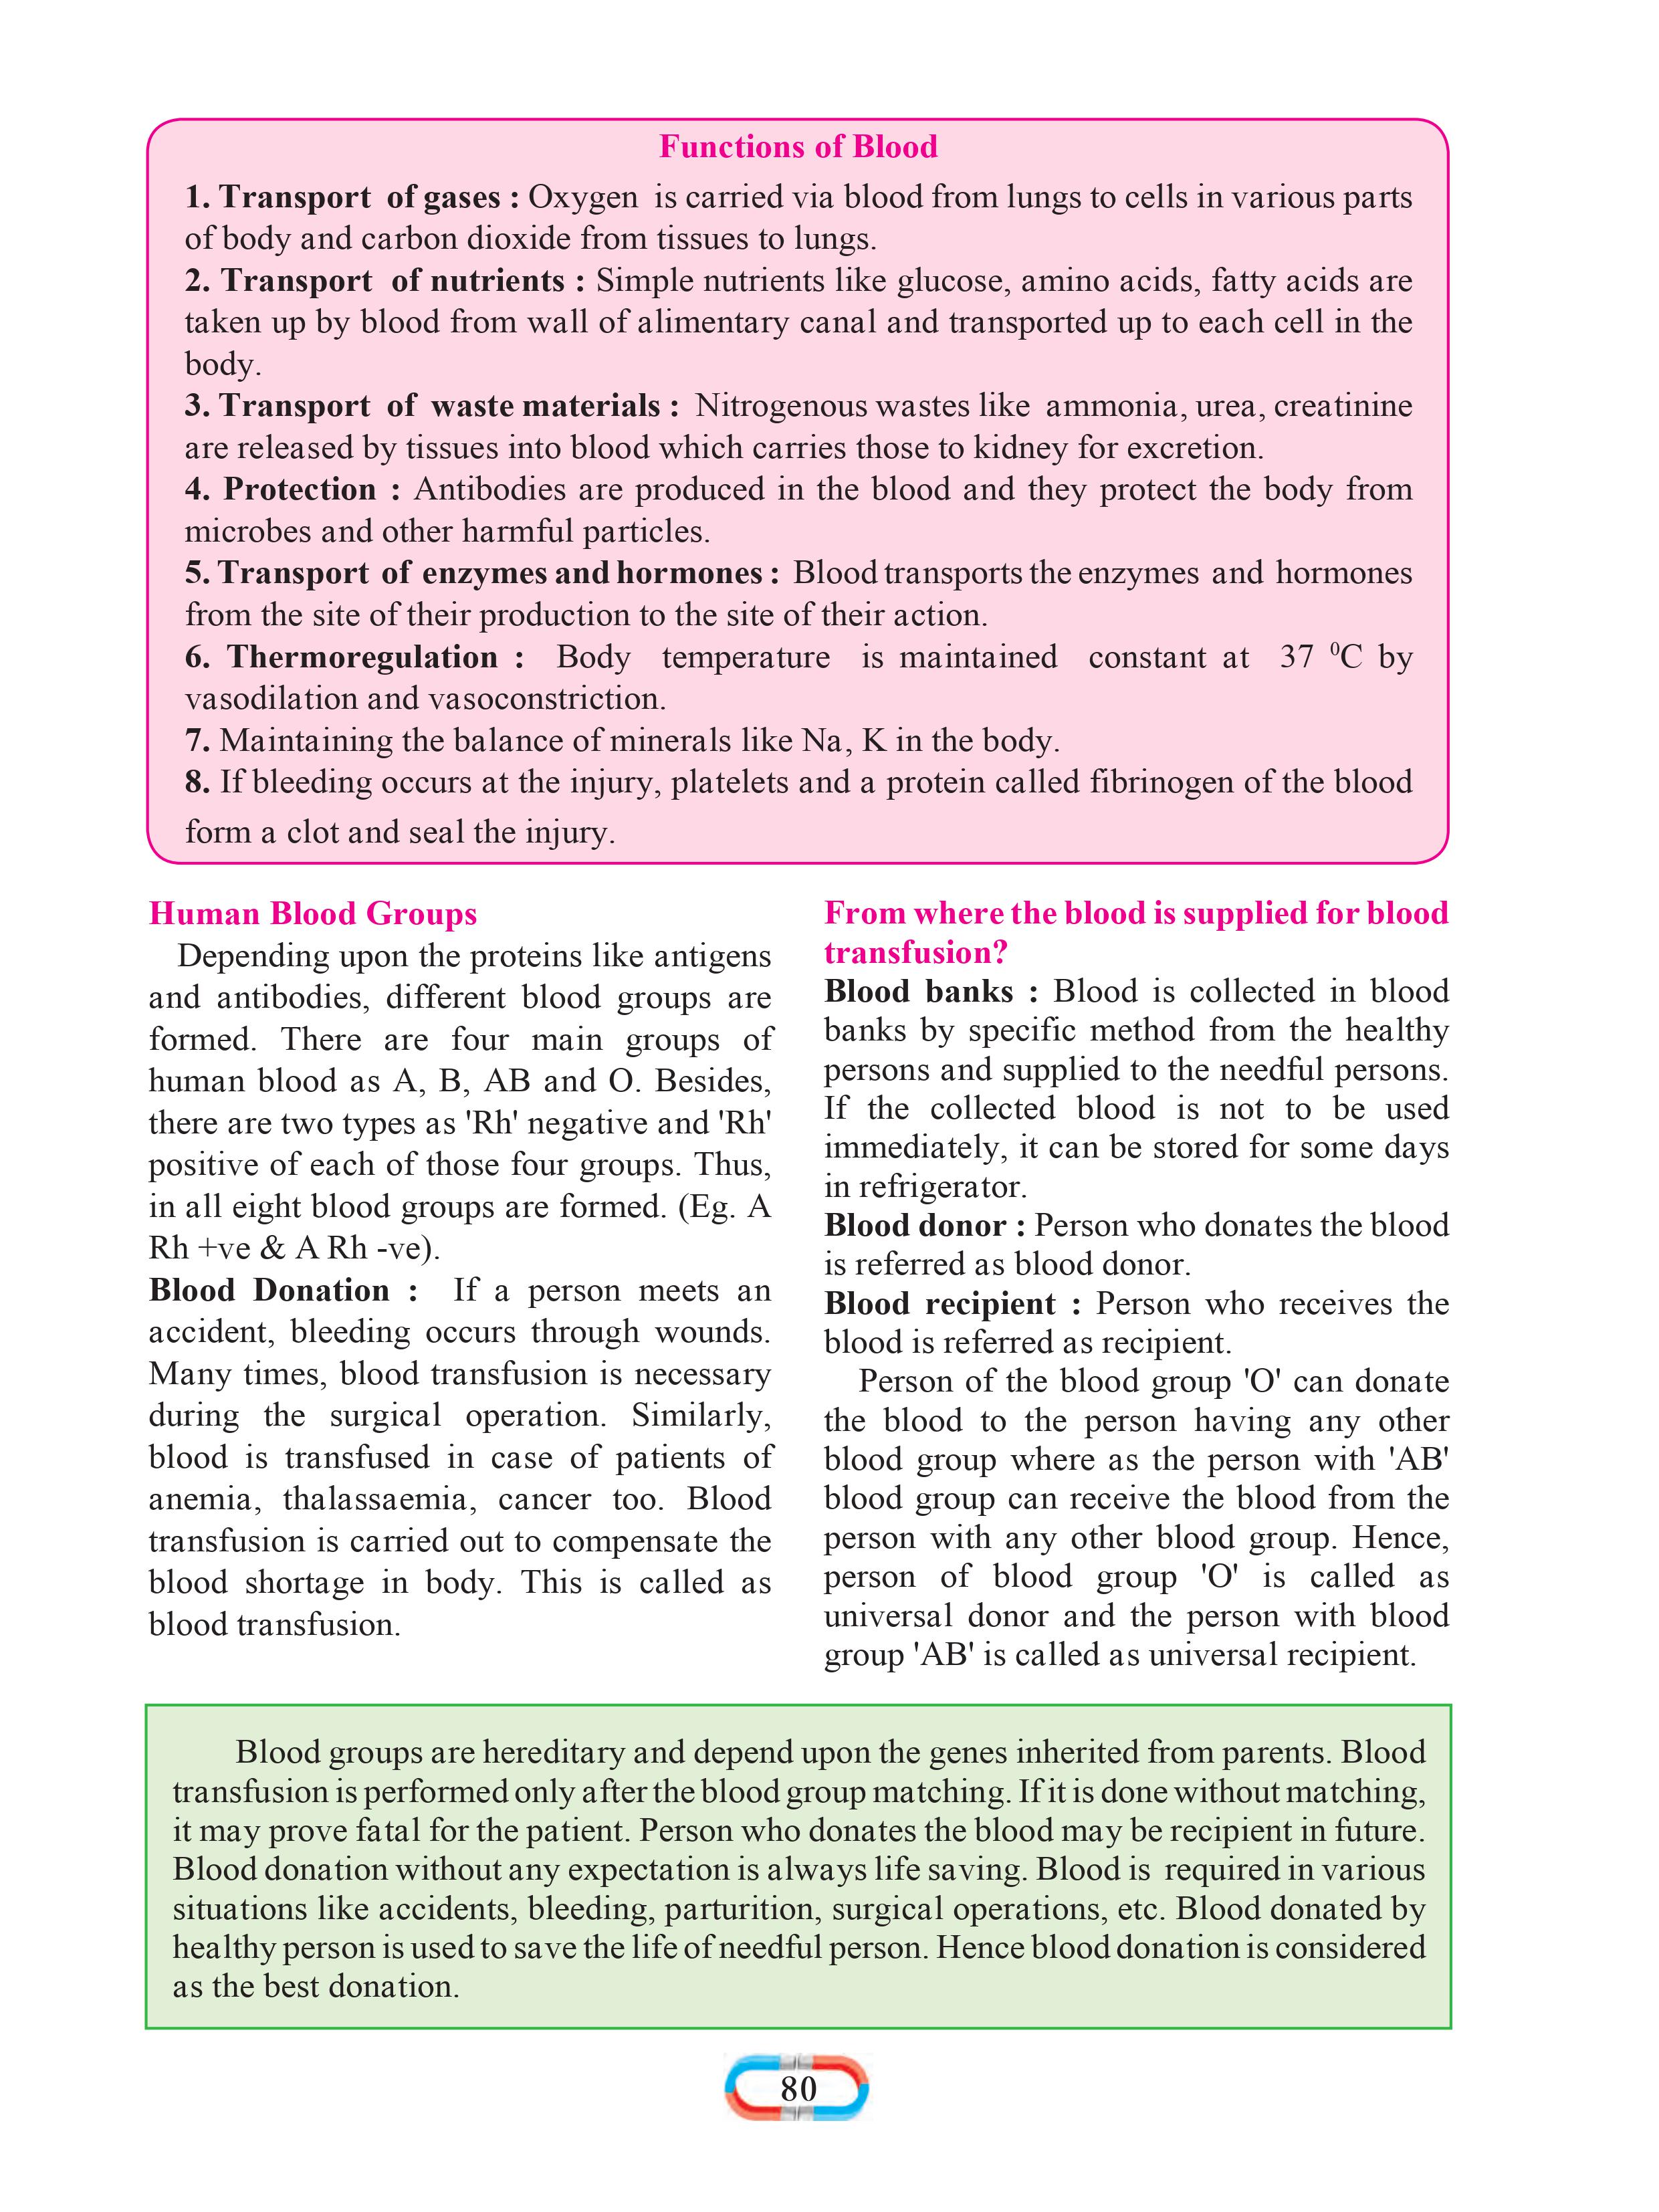 Functions of Blood
1. Transport of gases : Oxygen is carried via blood from lungs to cells in various parts
of body and carbon dioxide from tissues to lungs.
2. Transport of nutrients : Simple nutrients like glucose, amino acids, fatty acids are
taken up by blood from wall of alimentary canal and transported up to each cell in the
body.
3. Transport of waste materials : Nitrogenous wastes like ammonia, urea, creatinine
are released by tissues into blood which carries those to kidney for excretion.
4. Protection : Antibodies are produced in the blood and they protect the body from
microbes and other harmful particles.
5. Transport of enzymes and hormones : Blood transports the enzymes and hormones
from the site of their production to the site of their action.
6. Thermoregulation : Body temperature is maintained constant at 37 ⁰C by
vasodilation and vasoconstriction.
7. Maintaining the balance of minerals like Na, K in the body.
8. If bleeding occurs at the injury, platelets and a protein called fibrinogen of the blood
form a clot and seal the injury.
Human Blood Groups
Depending upon the proteins like antigens
and antibodies, different blood groups are
formed. There are four main groups of
human blood as A, B, AB and O. Besides,
there are two types as 'Rh' negative and 'Rh'
positive of each of those four groups. Thus,
in all eight blood groups are formed. (Eg. A
Rh +ve & A Rh -ve).
Blood Donation : If a person meets an
accident, bleeding occurs through wounds.
Many times, blood transfusion is necessary
during the surgical operation. Similarly,
blood is transfused in case of patients of
anemia, thalassaemia, cancer too. Blood
transfusion is carried out to compensate the
blood shortage in body. This is called as
blood transfusion.
From where the blood is supplied for blood
transfusion?
Blood banks : Blood is collected in blood
banks by specific method from the healthy
persons and supplied to the needful persons.
If the collected blood is not to be used
immediately, it can be stored for some days
in refrigerator.
Blood donor : Person who donates the blood
is referred as blood donor.
Blood recipient : Person who receives the
blood is referred as recipient.
Person of the blood group 'O' can donate
the blood to the person having any other
blood group where as the person with 'AB'
blood group can receive the blood from the
person with any other blood group. Hence,
person of blood group 'O' is called as
universal donor and the person with blood
group 'AB' is called as universal recipient.
Blood groups are hereditary and depend upon the genes inherited from parents. Blood
transfusion is performed only after the blood group matching. If it is done without matching,
it may prove fatal for the patient. Person who donates the blood may be recipient in future.
Blood donation without any expectation is always life saving. Blood is required in various
situations like accidents, bleeding, parturition, surgical operations, etc. Blood donated by
healthy person is used to save the life of needful person. Hence blood donation is considered
as the best donation.
80